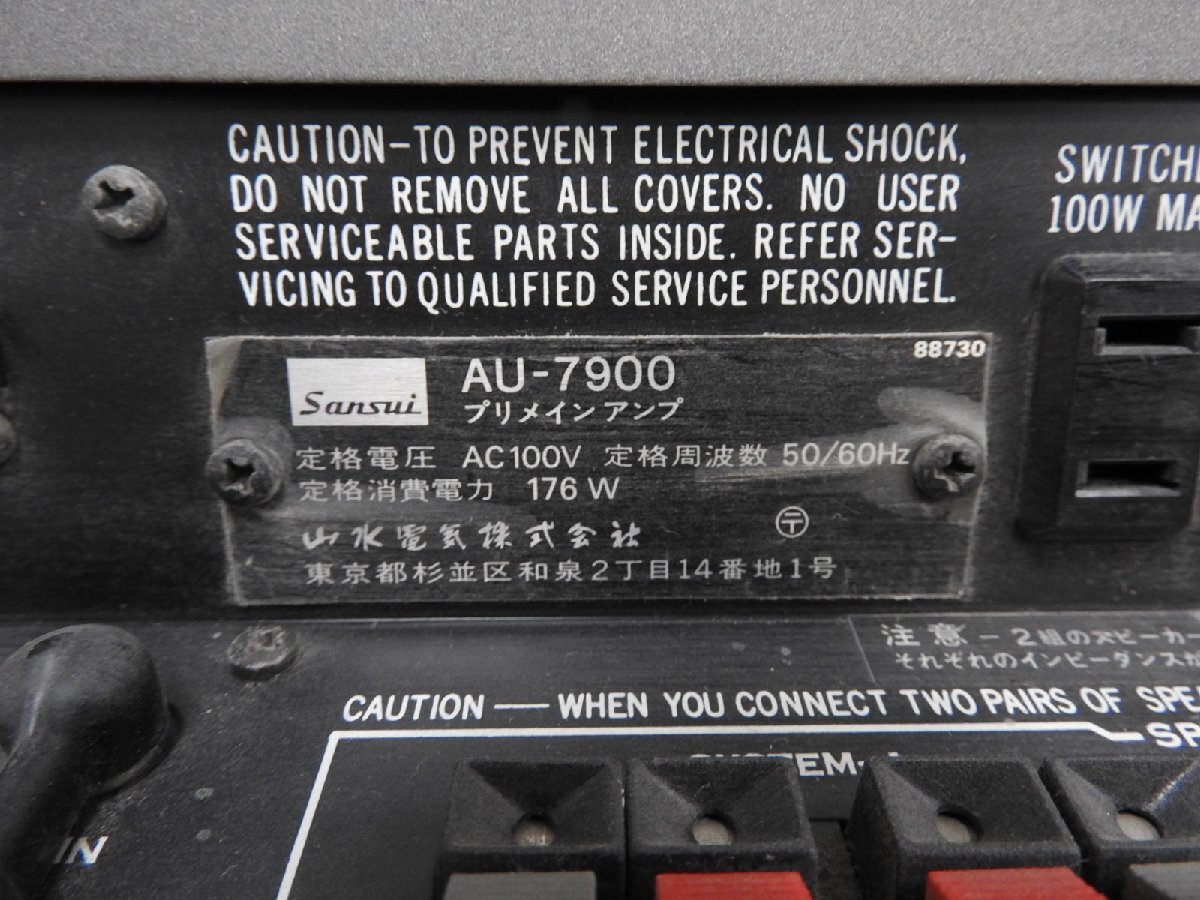 CAUTION-TO PREVENT ELECTRICAL SHOCK,
DO NOT REMOVE ALL COVERS. NO USER
SERVICEABLE PARTS INSIDE. REFER SER-
VICING TO QUALIFIED SERVICE PERSONNEL.
SWITCHE
100W MA
88730
Sansui
AU-7900
プリメインアンプ
定格電圧 AC100V 定格周波数 50/60Hz
定格消費電力 176W
山水電気株式会社 〒
東京都杉並区和泉2丁目14番地1号
注意-2組のスピーカー
それぞれのインピーダンスが
CAUTION — WHEN YOU CONNECT TWO PAIRS OF SPE
SP
SYSTEM-A
IN